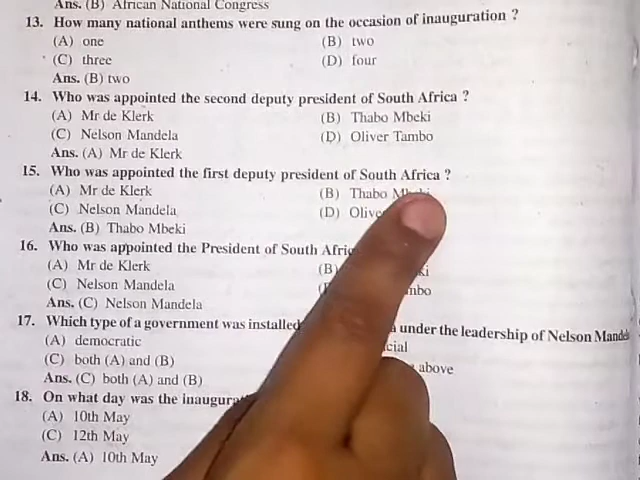 Ans. (B) African National Congress
13. How many national anthems were sung on the occasion of inauguration ?
(A) one (B) two
(C) three (D) four
Ans. (B) two
14. Who was appointed the second deputy president of South Africa ?
(A) Mr de Klerk (B) Thabo Mbeki
(C) Nelson Mandela (D) Oliver Tambo
Ans. (A) Mr de Klerk
15. Who was appointed the first deputy president of South Africa ?
(A) Mr de Klerk (B) Thabo
(C) Nelson Mandela (D)
Ans. (B) Thabo Mbeki
16. Who was appointed the President of South
(A) Mr de Klerk (B)
(C) Nelson Mandela
Ans. (C) Nelson Mandela
17. Which type of a government was installed under the leadership of Nelson
(A) democratic
(C) both (A) and (B) above
Ans. (C) both (A) and (B)
18. On what day was the
(A) 10th May
(C) 12th May
Ans. (A) 10th May